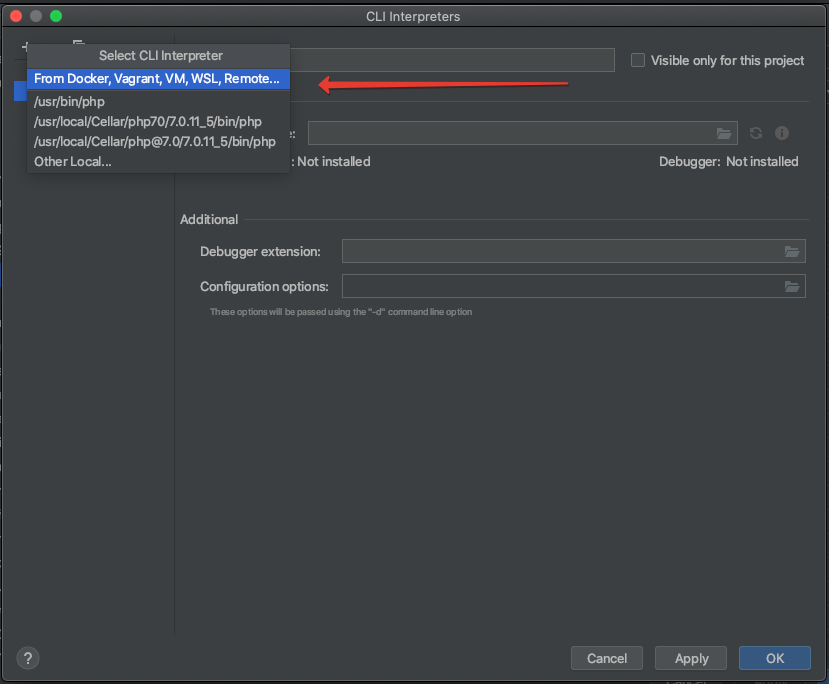 CLI Interpreters
Select CLI Interpreter
From Docker, Vagrant, VM, WSL, Remote...
/usr/bin/php
/usr/local/Cellar/php70/7.0.11_5/bin/php
/usr/local/Cellar/php@7.0/7.0.11_5/bin/php
Other Local...
Visible only for this project
: Not installed
Debugger: Not installed
Additional
Debugger extension:
Configuration options:
These options will be passed using the "-d" command line option
?
Cancel
Apply
OK